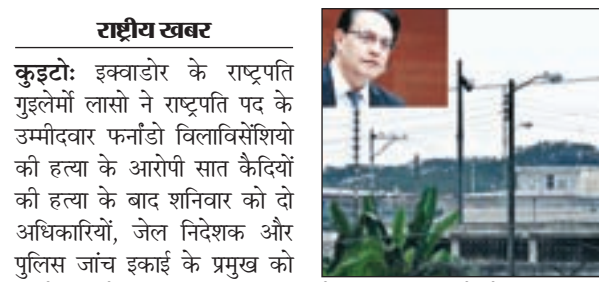 राष्ट्रीय खबर
कुइटोः इक्वाडोर के राष्ट्रपति
गुइलेर्मो लासो ने राष्ट्रपति पद के
उम्मीदवार फर्नांडो विलाविसेंशियो
की हत्या के आरोपी सात कैदियों
की हत्या के बाद शनिवार को दो
अधिकारियों, जेल निदेशक और
पुलिस जांच इकाई के प्रमुख को